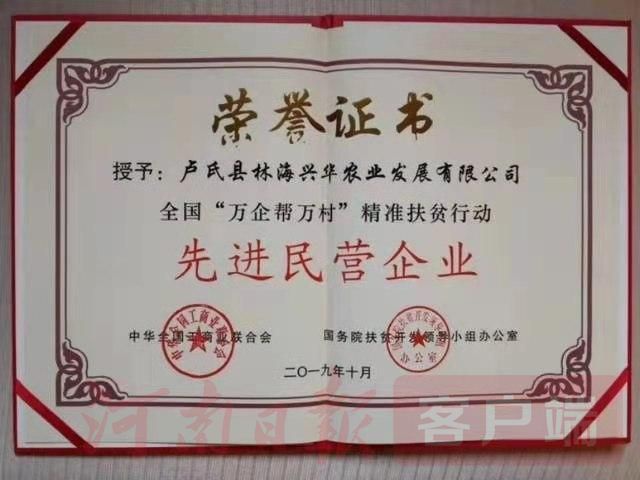 荣誉证书
授予：卢氏县林海兴华农业发展有限公司
全国“万企帮万村”精准扶贫行动
先进民营企业
中华全国工商业联合会 国务院扶贫开发领导小组办公室
二〇一九年十月
河南日报 客户端